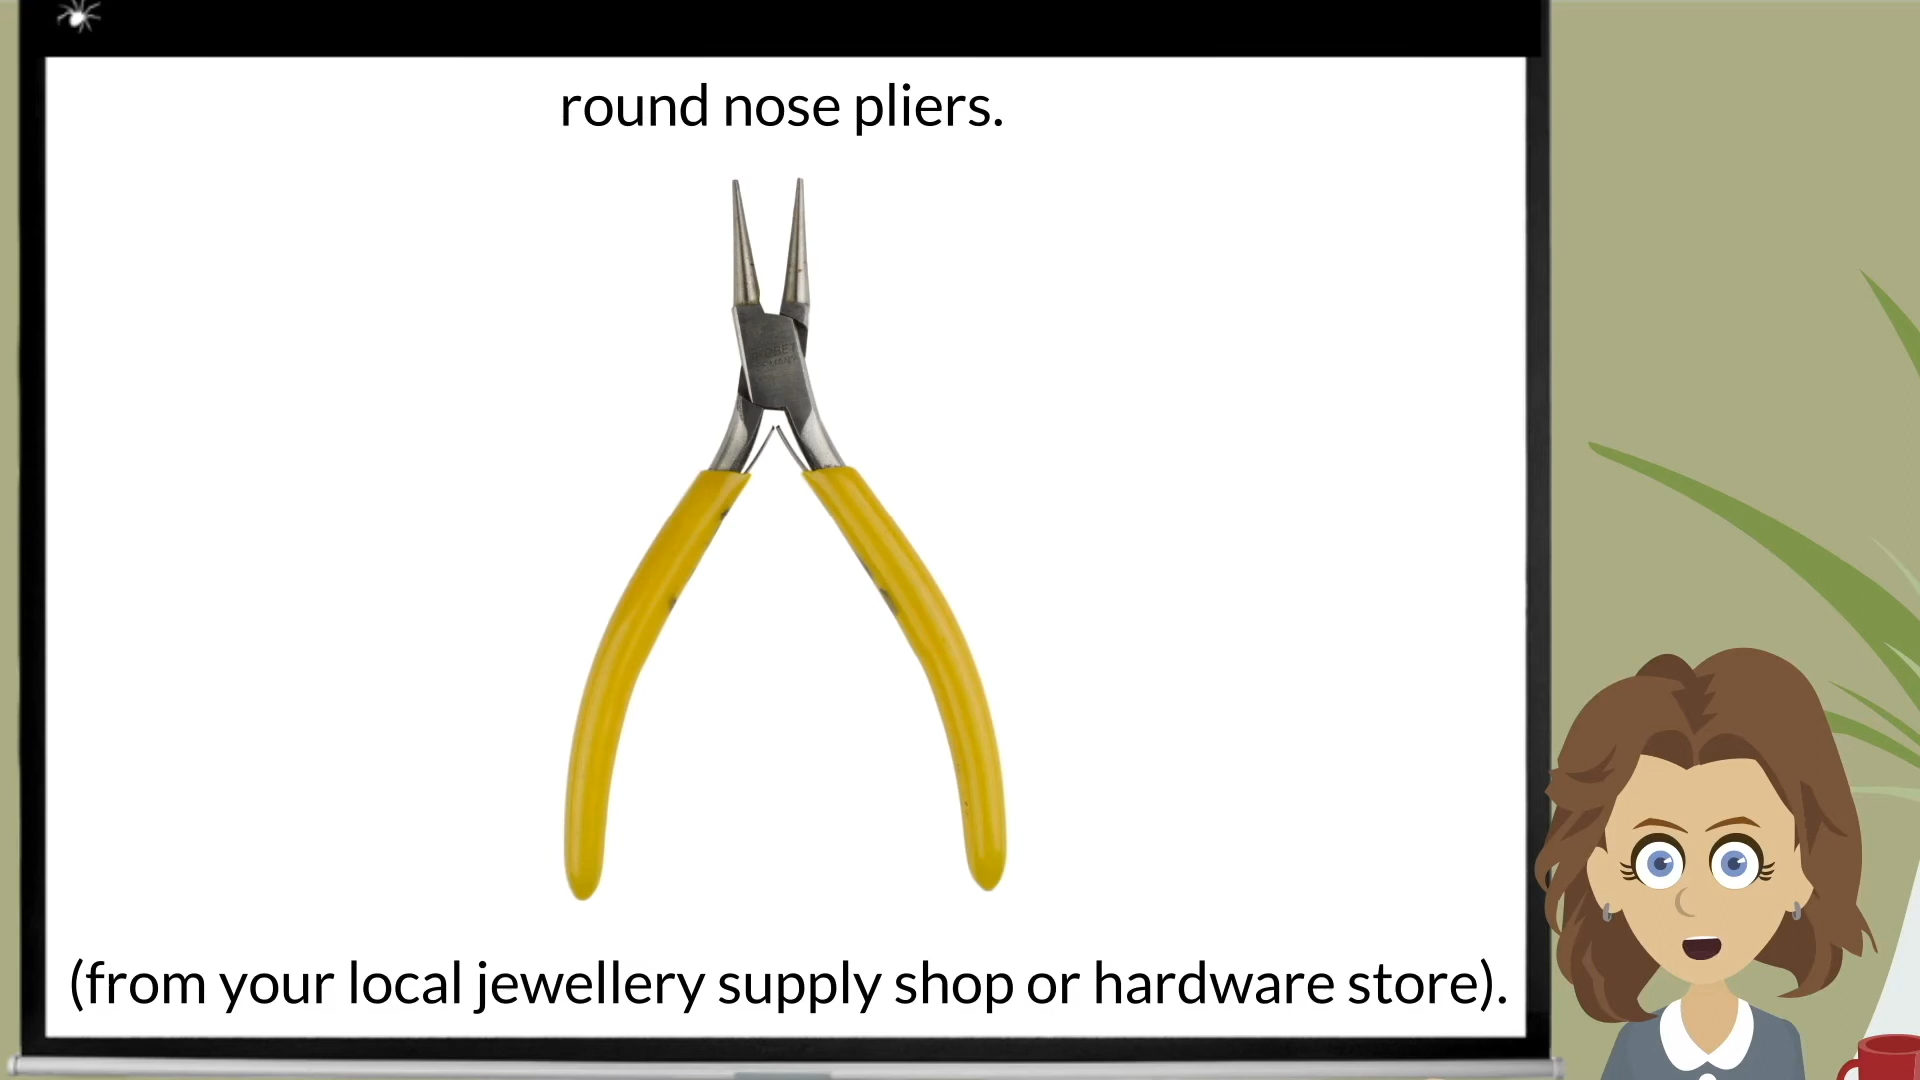 round nose pliers.
(from your local jewellery supply shop or hardware store).